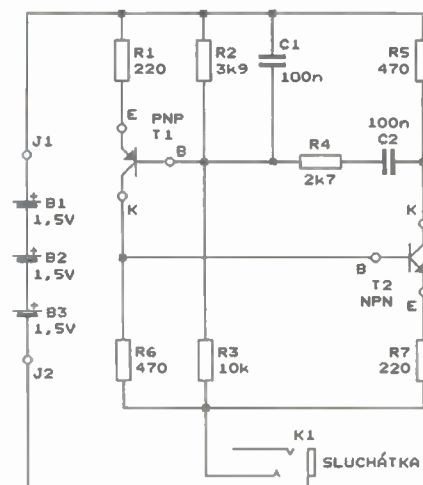 R1
220
R2
3k9
C1
100n
R5
470
E
PNP
T1
B
100n
C2
R4
2k7
J1
K
K
B1
1,5V
B2
1,5V
B
T2
NPN
E
B3
1,5V
J2
R6
470
R3
10k
R7
220
K1
SLUCHÁTKA